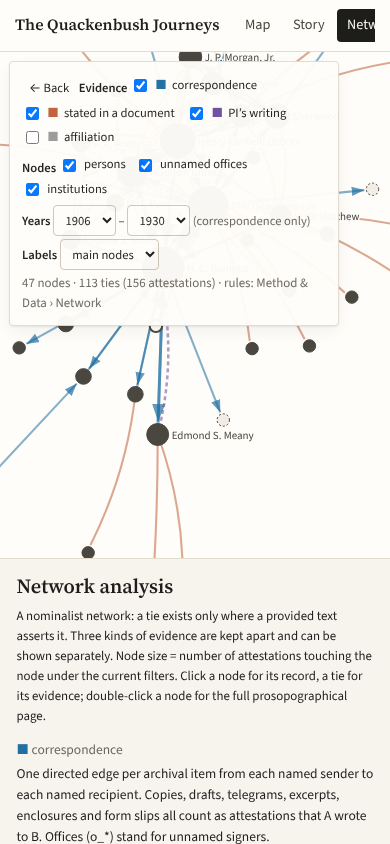 The Quackenbush Journeys Map Story Netw
J. P. Morgan, Jr.
← Back Evidence correspondence
stated in a document PI's writing
affiliation
Nodes persons unnamed offices
institutions
Years 1906 – 1930 (correspondence only)
Labels main nodes
47 nodes · 113 ties (156 attestations) · rules: Method &
Data › Network
Edmond S. Meany
Network analysis
A nominalist network: a tie exists only where a provided text
asserts it. Three kinds of evidence are kept apart and can be
shown separately. Node size = number of attestations touching the
node under the current filters. Click a node for its record, a tie for
its evidence; double-click a node for the full prosopographical
page.
correspondence
One directed edge per archival item from each named sender to
each named recipient. Copies, drafts, telegrams, excerpts,
enclosures and form slips all count as attestations that A wrote
to B. Offices (o_*) stand for unnamed signers.